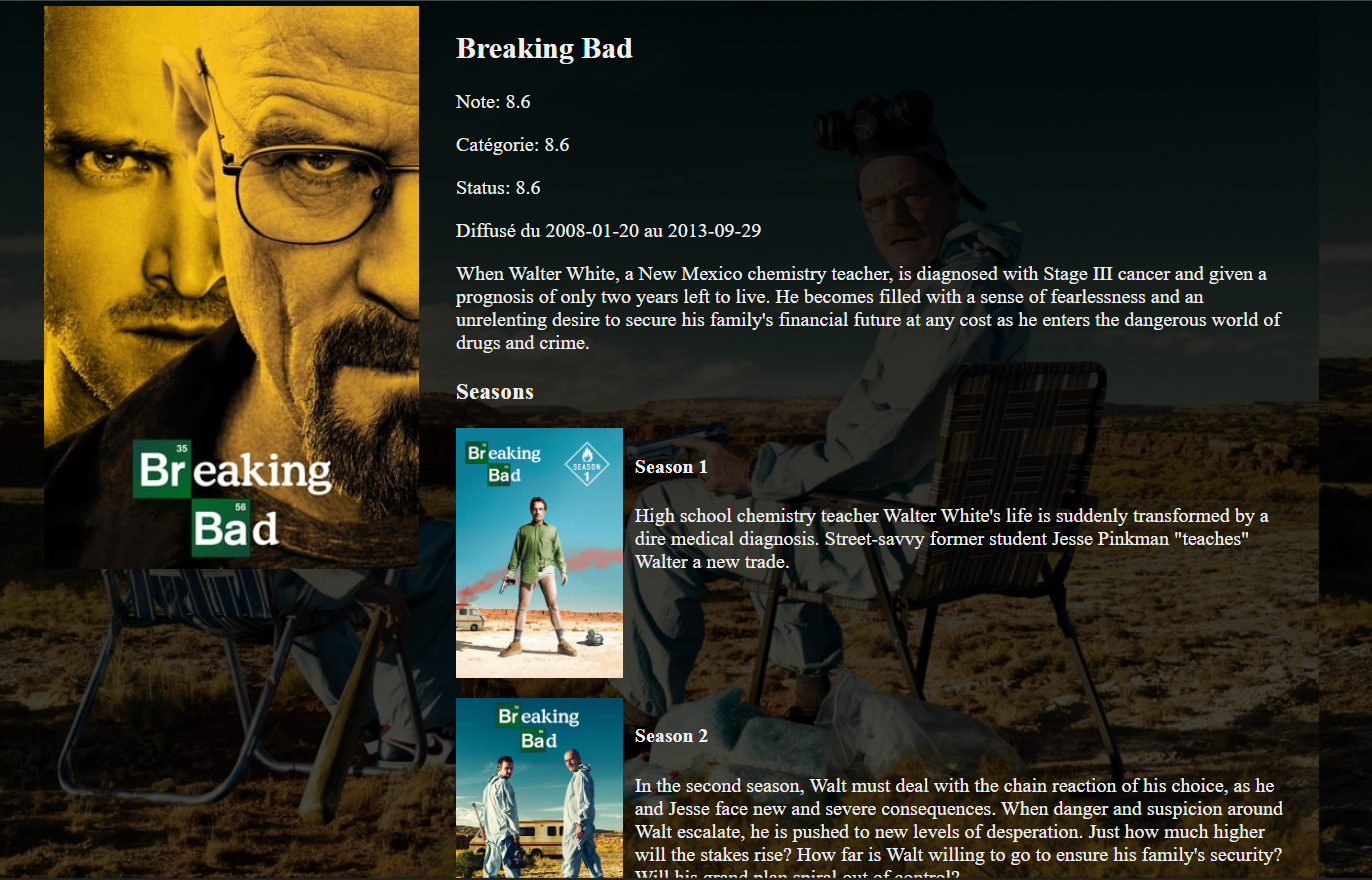 35
Breaking
56
Bad
Breaking Bad
Note: 8.6
Catégorie: 8.6
Status: 8.6
Diffusé du 2008-01-20 au 2013-09-29
When Walter White, a New Mexico chemistry teacher, is diagnosed with Stage III cancer and given a
prognosis of only two years left to live. He becomes filled with a sense of fearlessness and an
unrelenting desire to secure his family's financial future at any cost as he enters the dangerous world of
drugs and crime.
Seasons
Breaking
Bad
SEASON
1
Season 1
High school chemistry teacher Walter White's life is suddenly transformed by a
dire medical diagnosis. Street-savvy former student Jesse Pinkman "teaches"
Walter a new trade.
Breaking
Bad
Season 2
In the second season, Walt must deal with the chain reaction of his choice, as he
and Jesse face new and severe consequences. When danger and suspicion around
Walt escalate, he is pushed to new levels of desperation. Just how much higher
will the stakes rise? How far is Walt willing to go to ensure his family's security?
Will his grand plan spiral out of control?